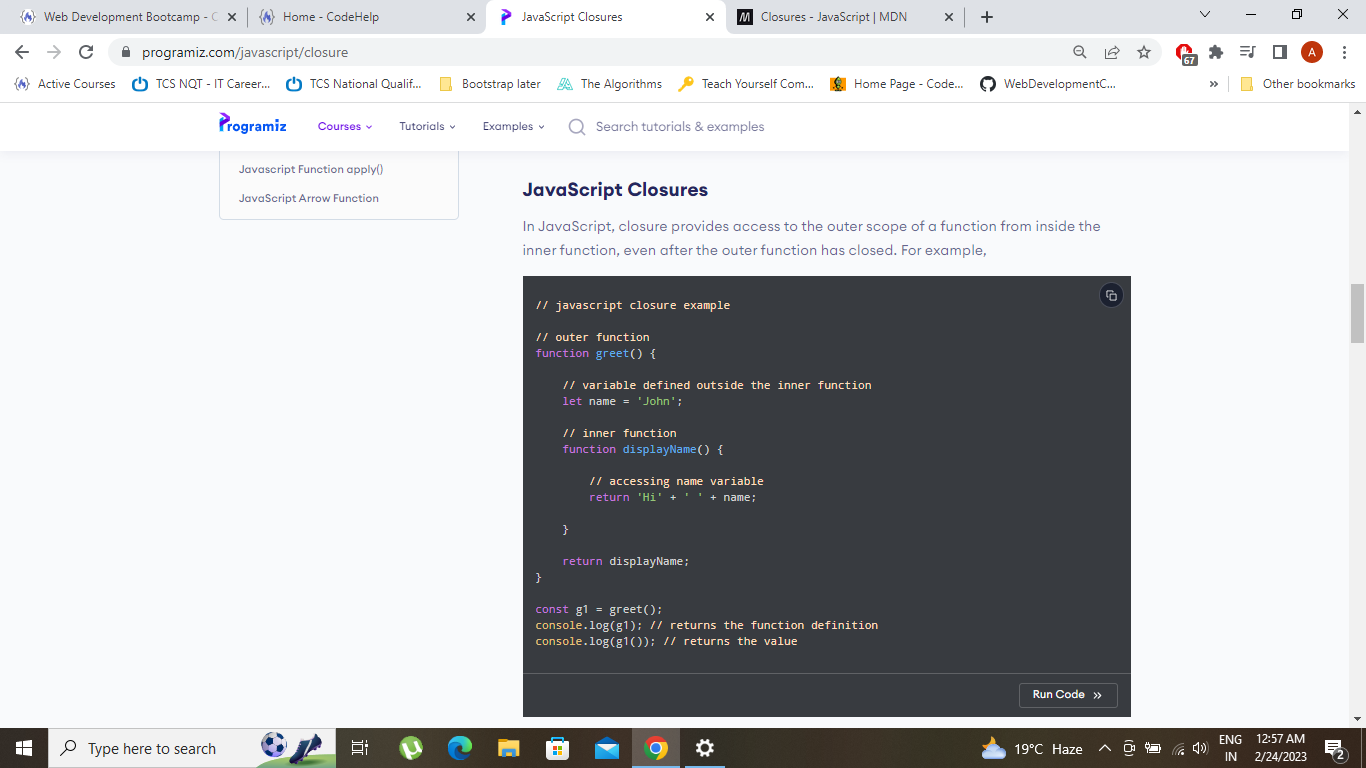 Web Development Bootcamp - C
Home - CodeHelp
JavaScript Closures
Closures - JavaScript | MDN
programiz.com/javascript/closure
67
A
Active Courses
TCS NQT - IT Career...
TCS National Qualif...
Bootstrap later
The Algorithms
Teach Yourself Com...
Home Page - Code...
WebDevelopmentC...
»
Other bookmarks
Programiz
Courses
Tutorials
Examples
Search tutorials & examples
Javascript Function apply()
JavaScript Arrow Function
JavaScript Closures
In JavaScript, closure provides access to the outer scope of a function from inside the
inner function, even after the outer function has closed. For example,
// javascript closure example
// outer function
function greet() {
// variable defined outside the inner function
let name = 'John';
// inner function
function displayName() {
// accessing name variable
return 'Hi' + ' ' + name;
}
return displayName;
}
const g1 = greet();
console.log(g1); // returns the function definition
console.log(g1()); // returns the value
Run Code »
Type here to search
19°C Haze
ENG
IN
12:57 AM
2/24/2023
2